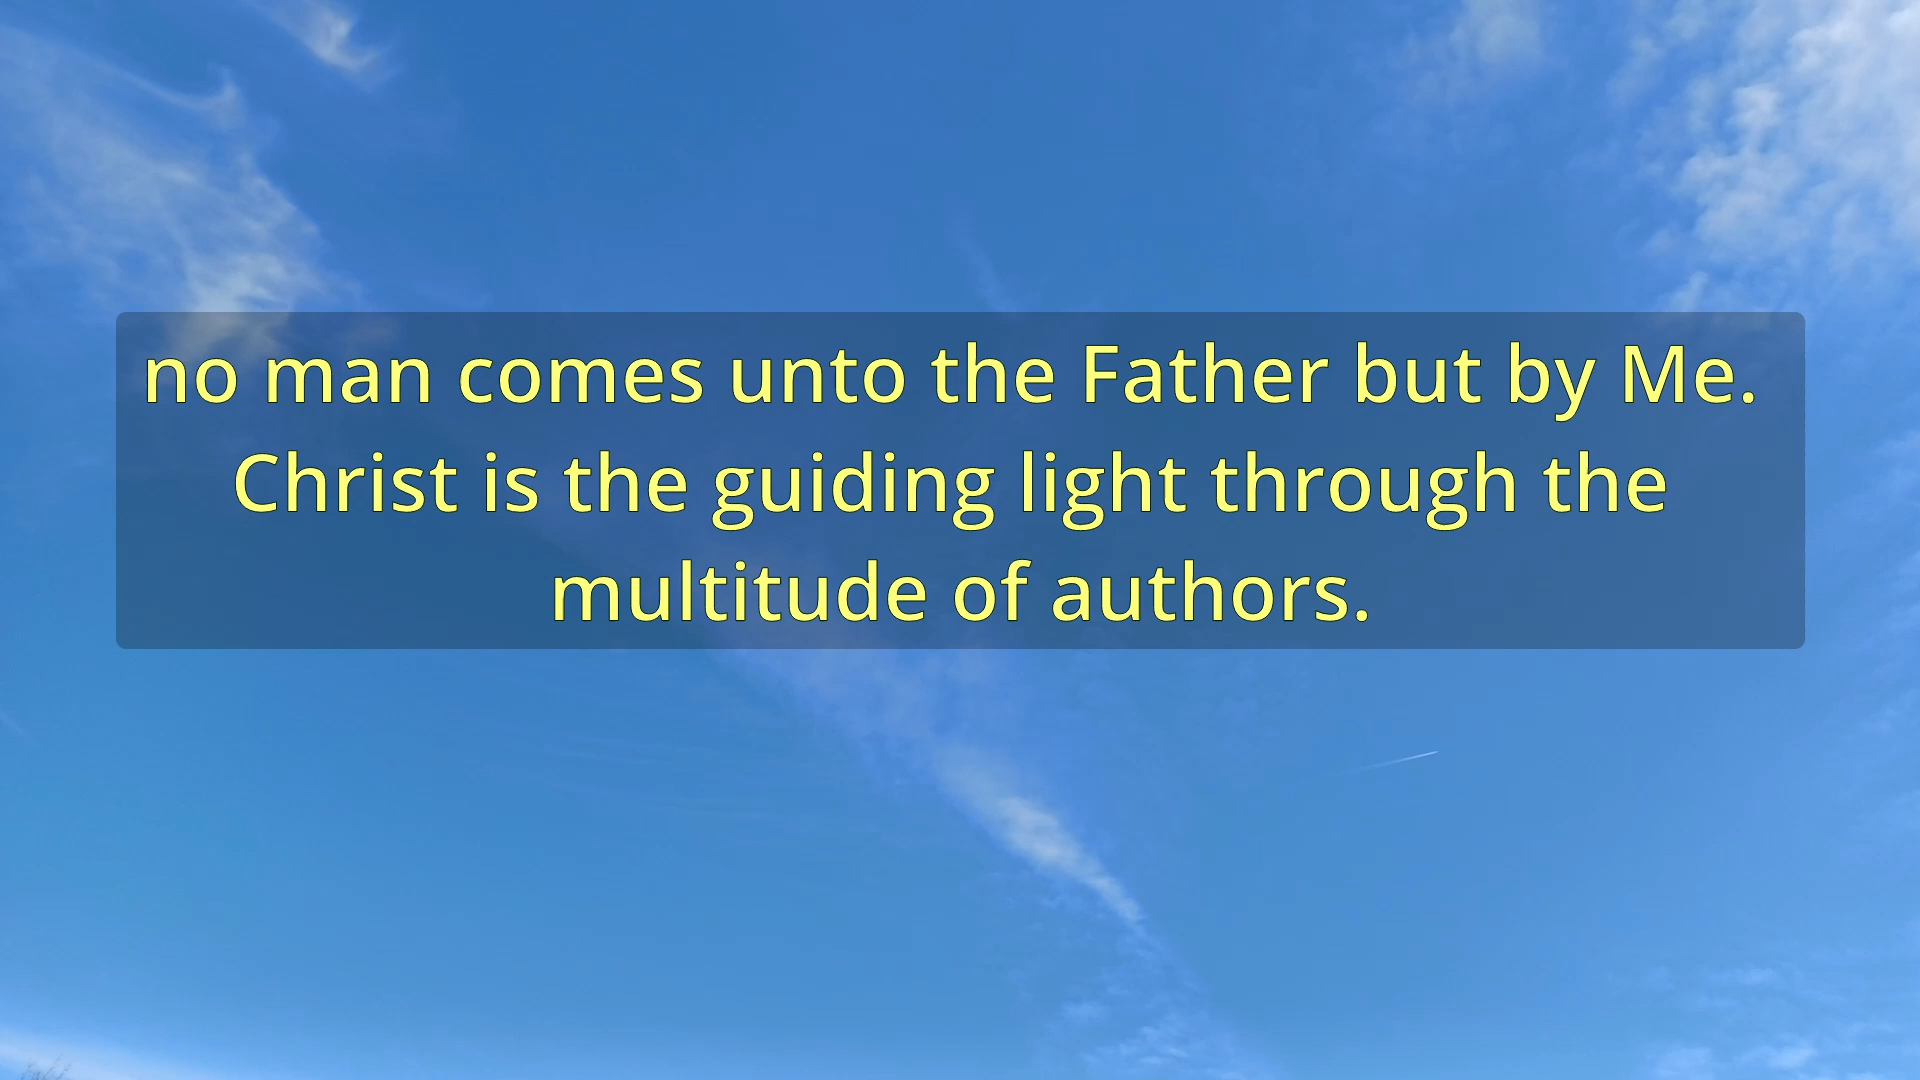 no man comes unto the Father but by Me.
Christ is the guiding light through the
multitude of authors.